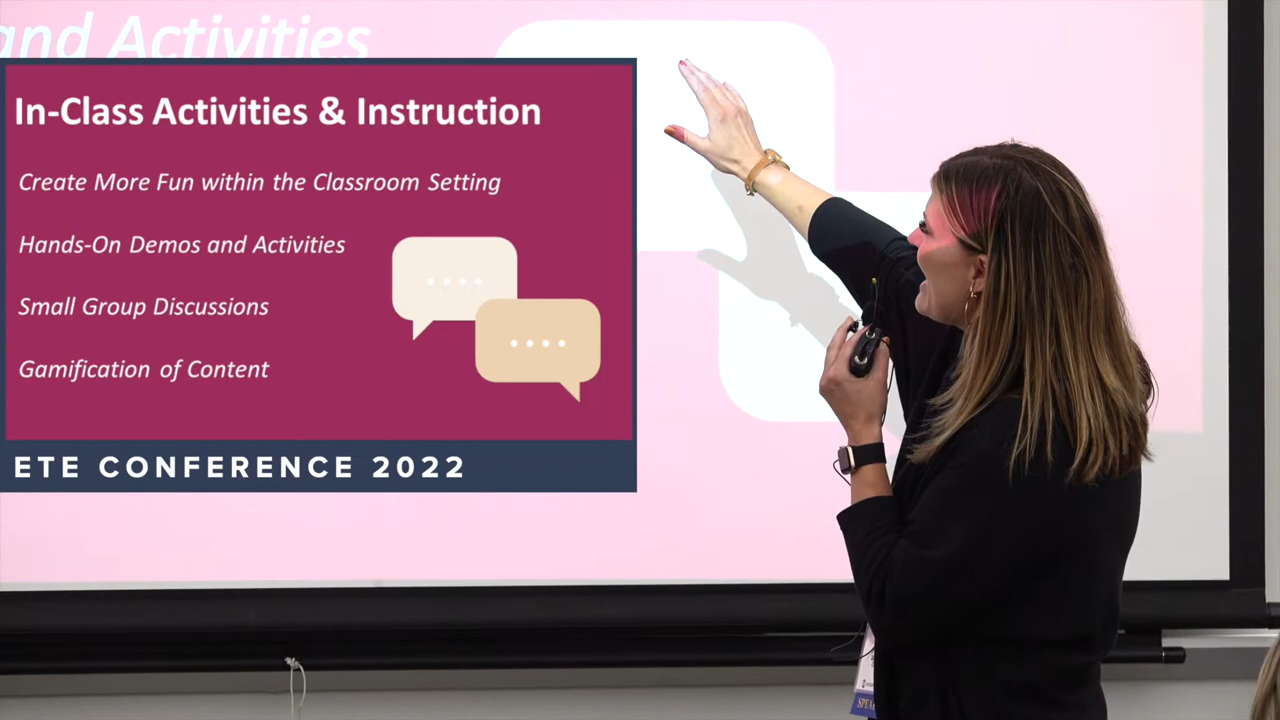 and Activities
In-Class Activities & Instruction
Create More Fun within the Classroom Setting
Hands-On Demos and Activities
Small Group Discussions
Gamification of Content
ETE CONFERENCE 2022